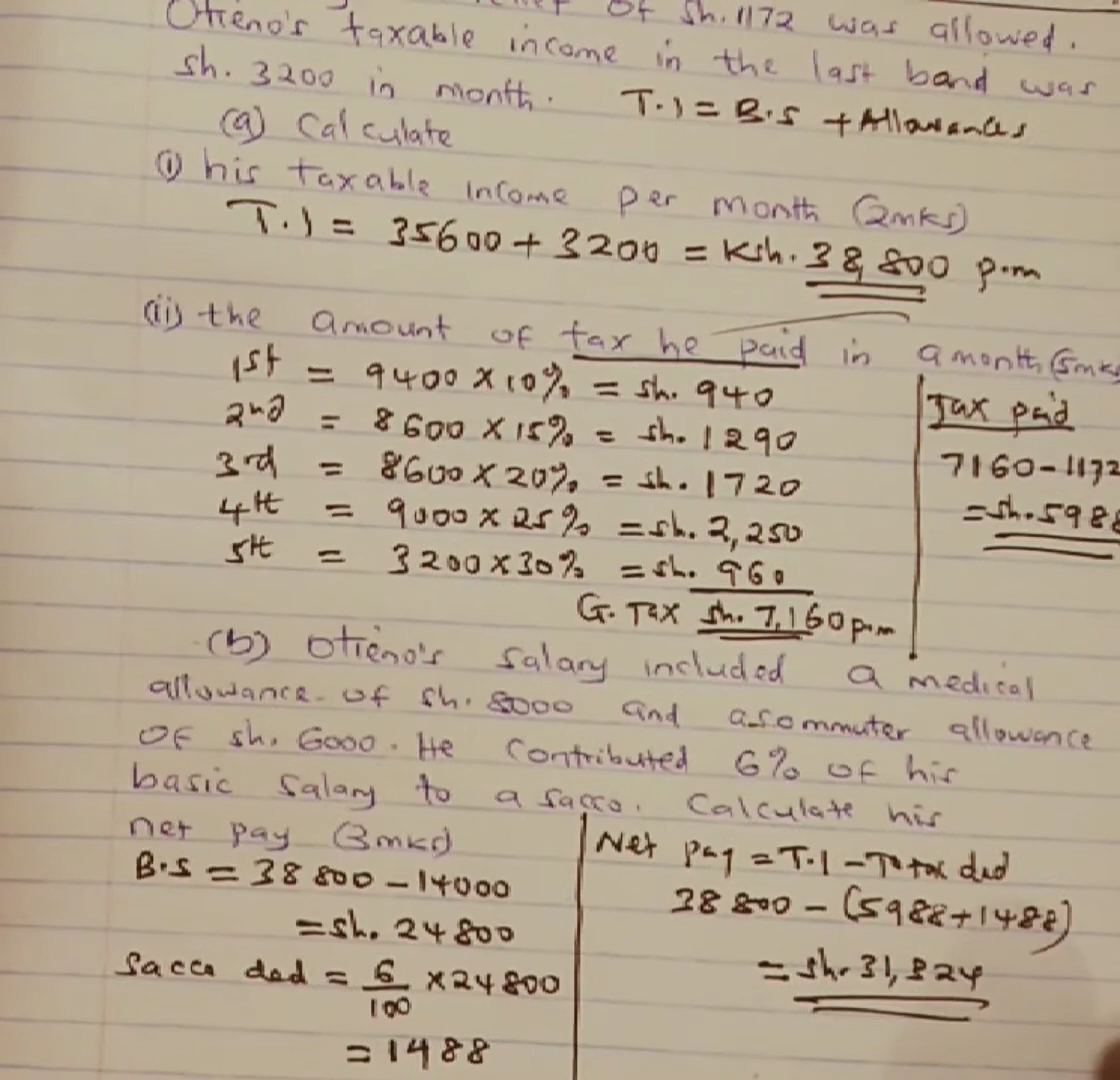 Otieno's taxable income in the last band was
of sh. 1172 was allowed.
sh. 3200 in month. T.I = B.S + Allowances
(a) Calculate
(i) his taxable income per month (2mks)
T.I = 35600 + 3200 = Ksh. 38,800 p.m
(ii) the amount of tax he paid in a month (5mks
1st = 9400 x 10% = sh. 940
2nd = 8600 x 15% = sh. 1290
3rd = 8600 x 20% = sh. 1720
4th = 9000 x 25% = sh. 2,250
5th = 3200 x 30% = sh. 960
G. Tax sh. 7,160 p.m
Tax paid
7160 - 1172
= sh. 5988
(b) Otieno's salary included a medical
allowance of sh. 8000 and a commuter allowance
of sh. 6000. He contributed 6% of his
basic salary to a sacco. Calculate his
net pay (3mks)
B.S = 38800 - 14000
= sh. 24800
Sacco ded = 6/100 x 24800
= 1488
Net pay = T.I - Total ded
38800 - (5988 + 1488)
= sh. 31,324